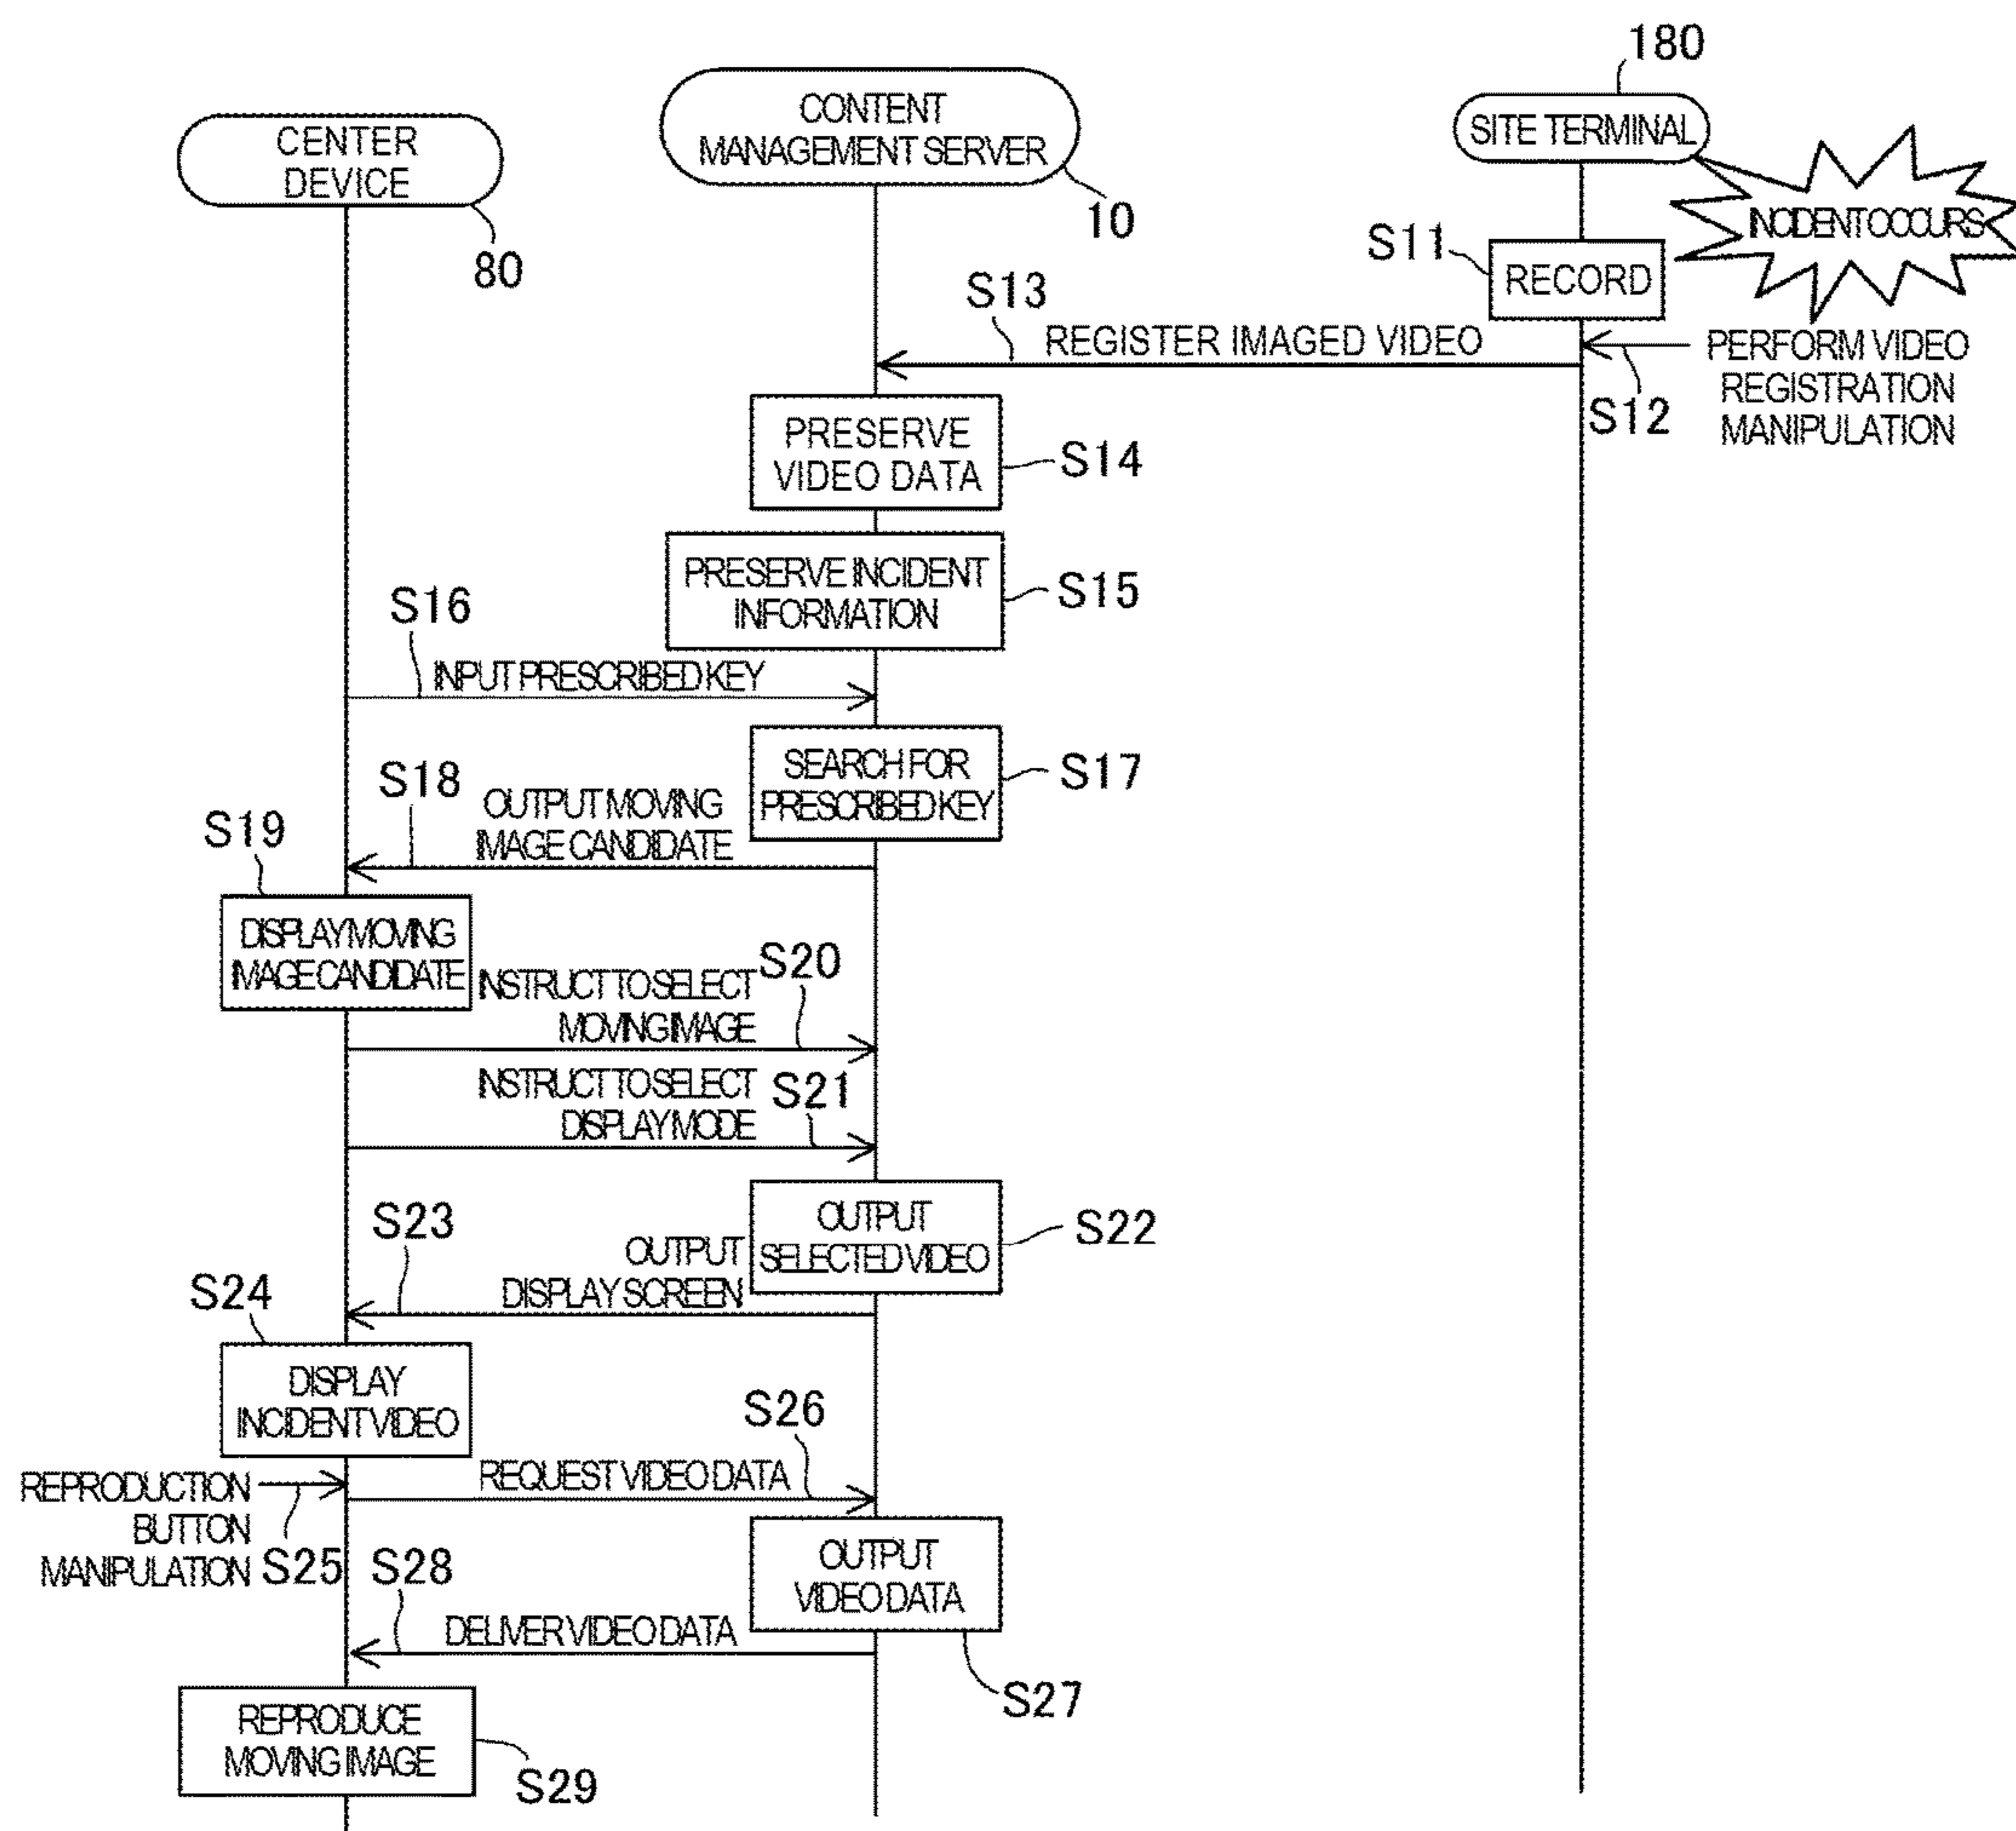 180
CONTENT
MANAGEMENT SERVER
10
CENTER
DEVICE
80
SITE TERMINAL
INCIDENT OCCURS
S11
RECORD
S13
REGISTER IMAGED VIDEO
S12
PERFORM VIDEO
REGISTRATION
MANIPULATION
PRESERVE
VIDEO DATA
S14
PRESERVE INCIDENT
INFORMATION
S15
S16
INPUT PRESCRIBED KEY
SEARCH FOR
PRESCRIBED KEY
S17
S18
OUTPUT MOVING
IMAGE CANDIDATE
S19
DISPLAY MOVING
IMAGE CANDIDATE
INSTRUCT TO SELECT
MOVING IMAGE
S20
INSTRUCT TO SELECT
DISPLAY MODE
S21
OUTPUT
SELECTED VIDEO
S22
S23
OUTPUT
DISPLAY SCREEN
S24
DISPLAY
INCIDENT VIDEO
REPRODUCTION
BUTTON
MANIPULATION
S25
S26
REQUEST VIDEO DATA
OUTPUT
VIDEO DATA
S27
S28
DELIVER VIDEO DATA
REPRODUCE
MOVING IMAGE
S29